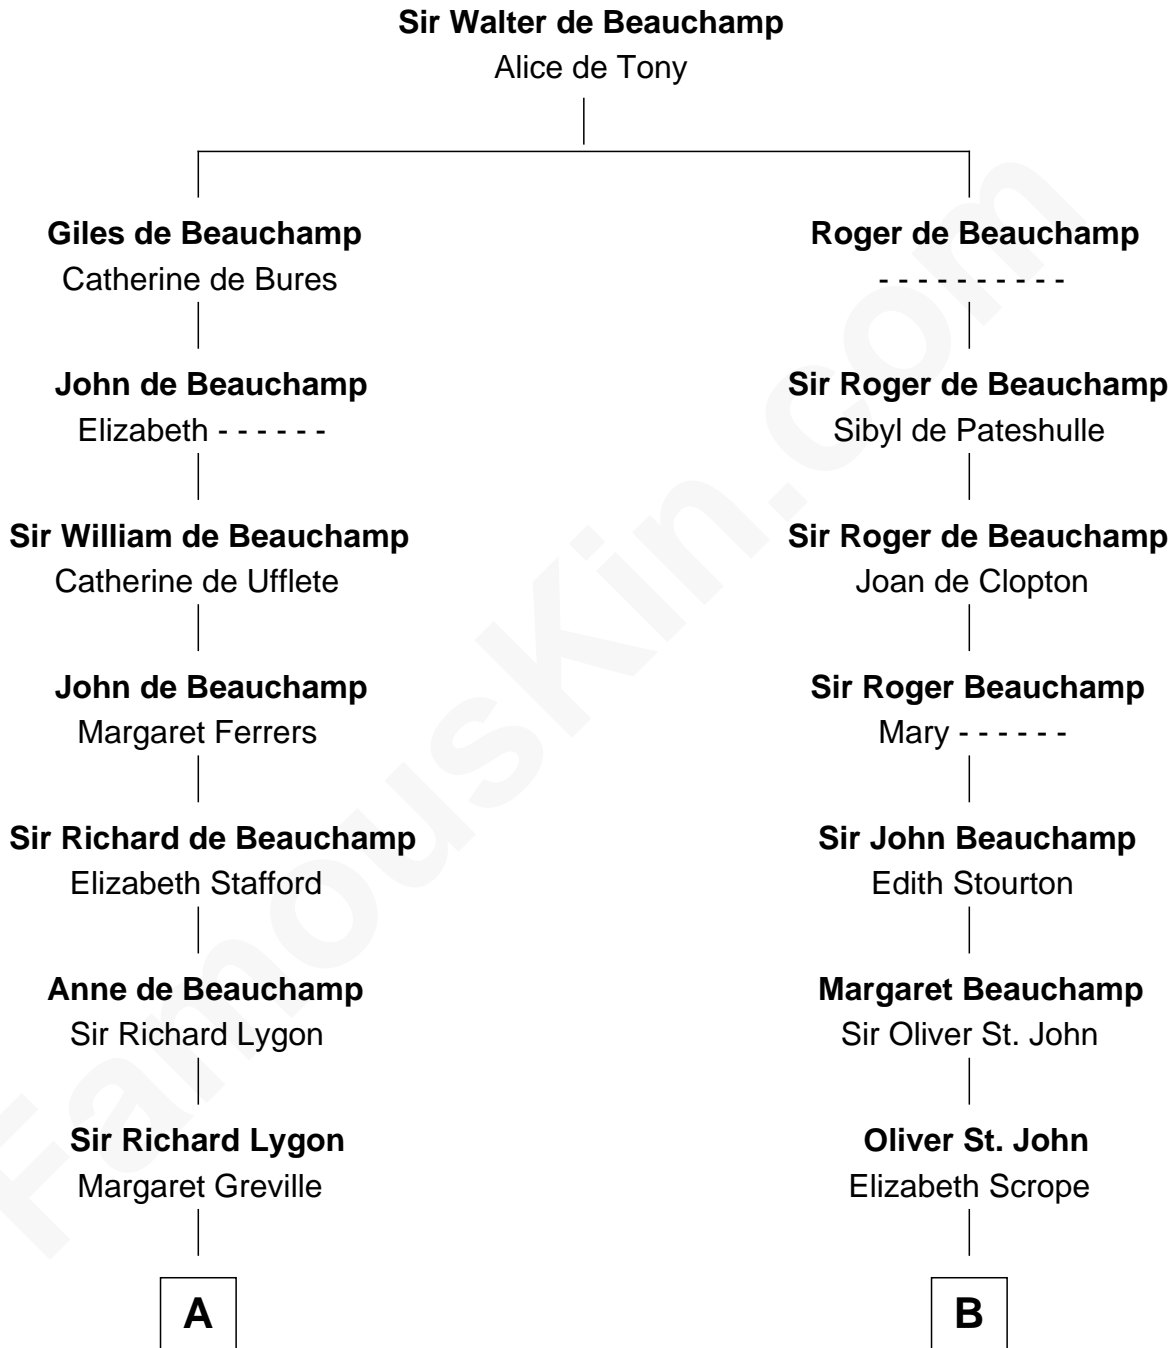 Sir Walter de Beauchamp
Alice de Tony
Giles de Beauchamp
Catherine de Bures
Roger de Beauchamp
- - - - - - - - - -
John de Beauchamp
Elizabeth - - - - - -
Sir Roger de Beauchamp
Sibyl de Pateshulle
Sir William de Beauchamp
Catherine de Ufflete
Sir Roger de Beauchamp
Joan de Clopton
John de Beauchamp
Margaret Ferrers
Sir Roger Beauchamp
Mary - - - - - -
Sir Richard de Beauchamp
Elizabeth Stafford
Sir John Beauchamp
Edith Stourton
Anne de Beauchamp
Sir Richard Lygon
Margaret Beauchamp
Sir Oliver St. John
Sir Richard Lygon
Margaret Greville
Oliver St. John
Elizabeth Scrope
A
B
FamousKin.com